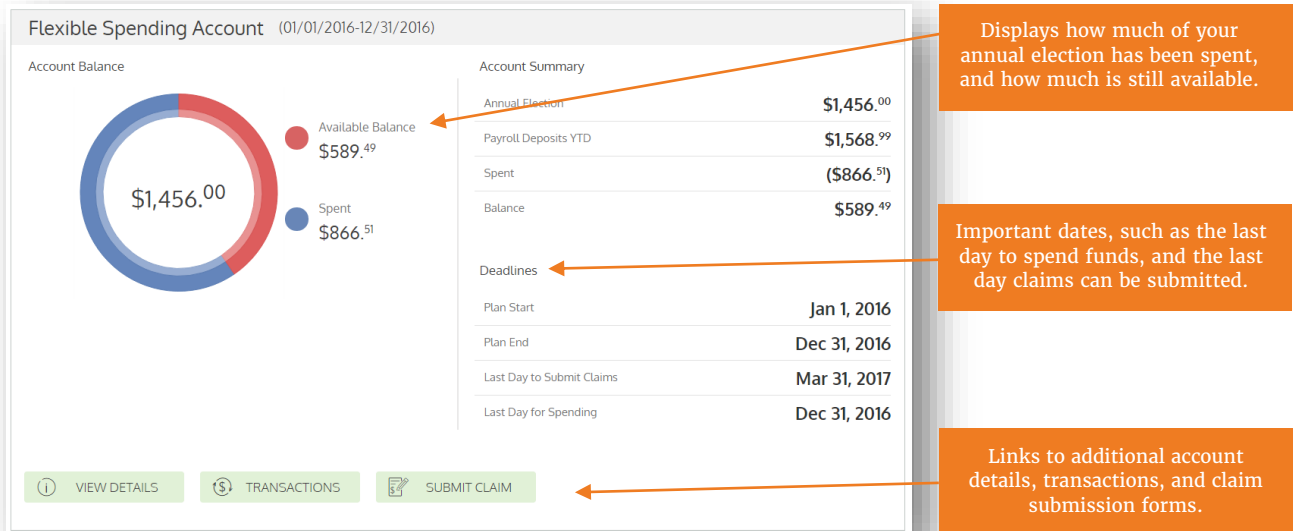 Flexible Spending Account (01/01/2016-12/31/2016)
Account Balance
$1,456.00
Available Balance
$589.49
Spent
$866.51
Account Summary
Annual Election $1,456.00
Payroll Deposits YTD $1,568.99
Spent ($866.51)
Balance $589.49
Deadlines
Plan Start Jan 1, 2016
Plan End Dec 31, 2016
Last Day to Submit Claims Mar 31, 2017
Last Day for Spending Dec 31, 2016
VIEW DETAILS TRANSACTIONS SUBMIT CLAIM
Displays how much of your
annual election has been spent,
and how much is still available.
Important dates, such as the last
day to spend funds, and the last
day claims can be submitted.
Links to additional account
details, transactions, and claim
submission forms.